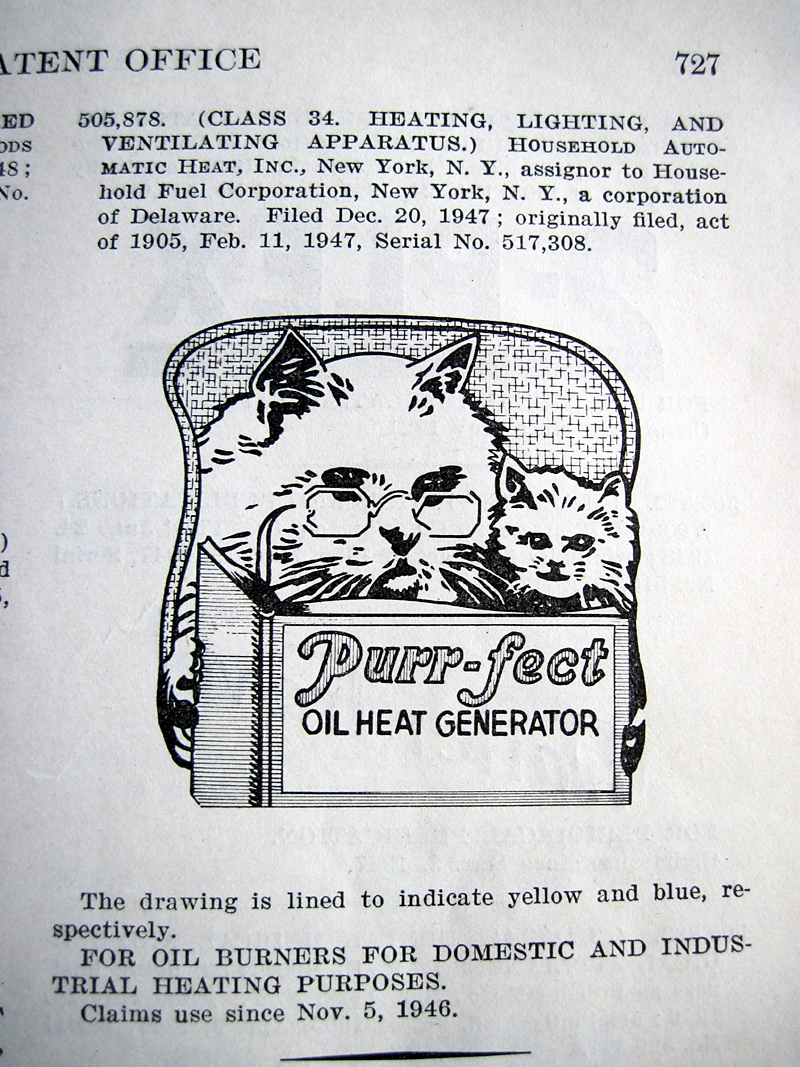 ATENT OFFICE 727
ED
ODS
48;
No.
505,878. (CLASS 34. HEATING, LIGHTING, AND
VENTILATING APPARATUS.) HOUSEHOLD AUTO-
MATIC HEAT, INC., New York, N. Y., assignor to House-
hold Fuel Corporation, New York, N. Y., a corporation
of Delaware. Filed Dec. 20, 1947; originally filed, act
of 1905, Feb. 11, 1947, Serial No. 517,308.
Purr-fect
OIL HEAT GENERATOR
The drawing is lined to indicate yellow and blue, re-
spectively.
FOR OIL BURNERS FOR DOMESTIC AND INDUS-
TRIAL HEATING PURPOSES.
Claims use since Nov. 5, 1946.